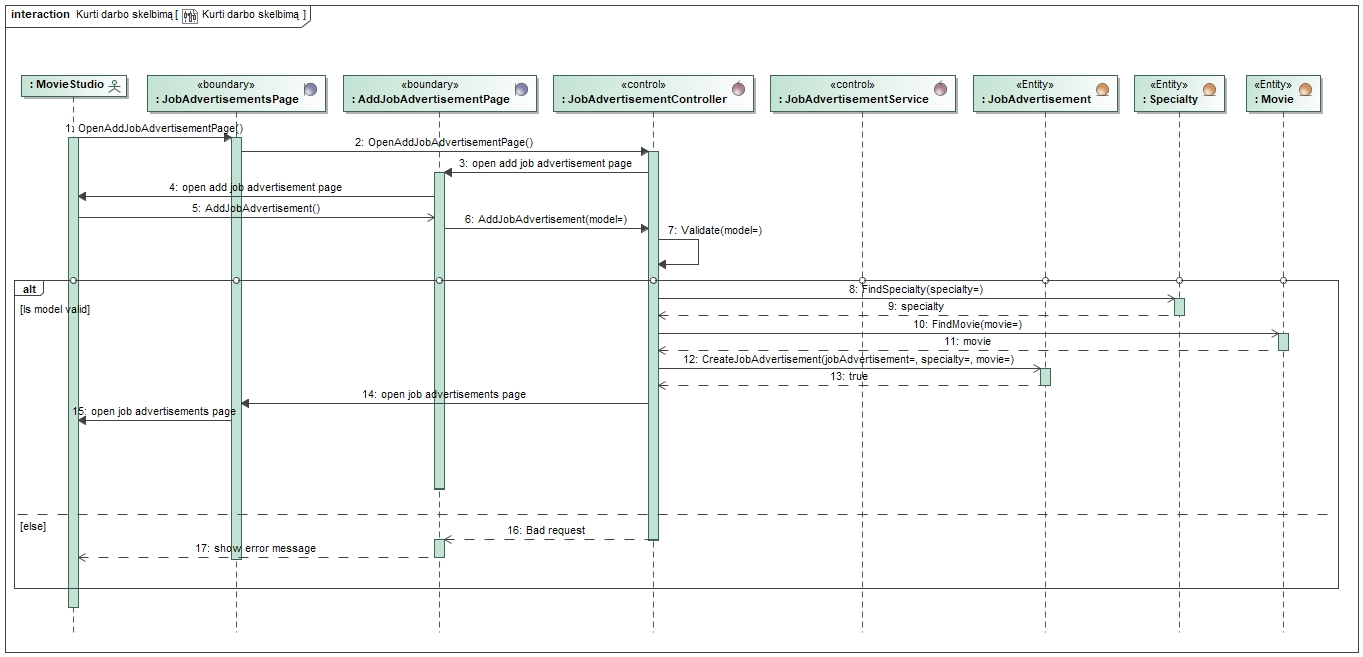 interaction Kurti darbo skelbimą[ Kurti darbo skelbimą ]
: MovieStudio
«boundary»
: JobAdvertisementsPage
«boundary»
: AddJobAdvertisementPage
«control»
: JobAdvertisementController
«control»
: JobAdvertisementService
«Entity»
: JobAdvertisement
«Entity»
: Specialty
«Entity»
: Movie
1: OpenAddJobAdvertisementPage()
2: OpenAddJobAdvertisementPage()
3: open add job advertisement page
4: open add job advertisement page
5: AddJobAdvertisement()
6: AddJobAdvertisement(model=)
7: Validate(model=)
alt
[Is model valid]
8: FindSpecialty(specialty=)
9: specialty
10: FindMovie(movie=)
11: movie
12: CreateJobAdvertisement(jobAdvertisement=, specialty=, movie=)
13: true
14: open job advertisements page
15: open job advertisements page
[else]
16: Bad request
17: show error message